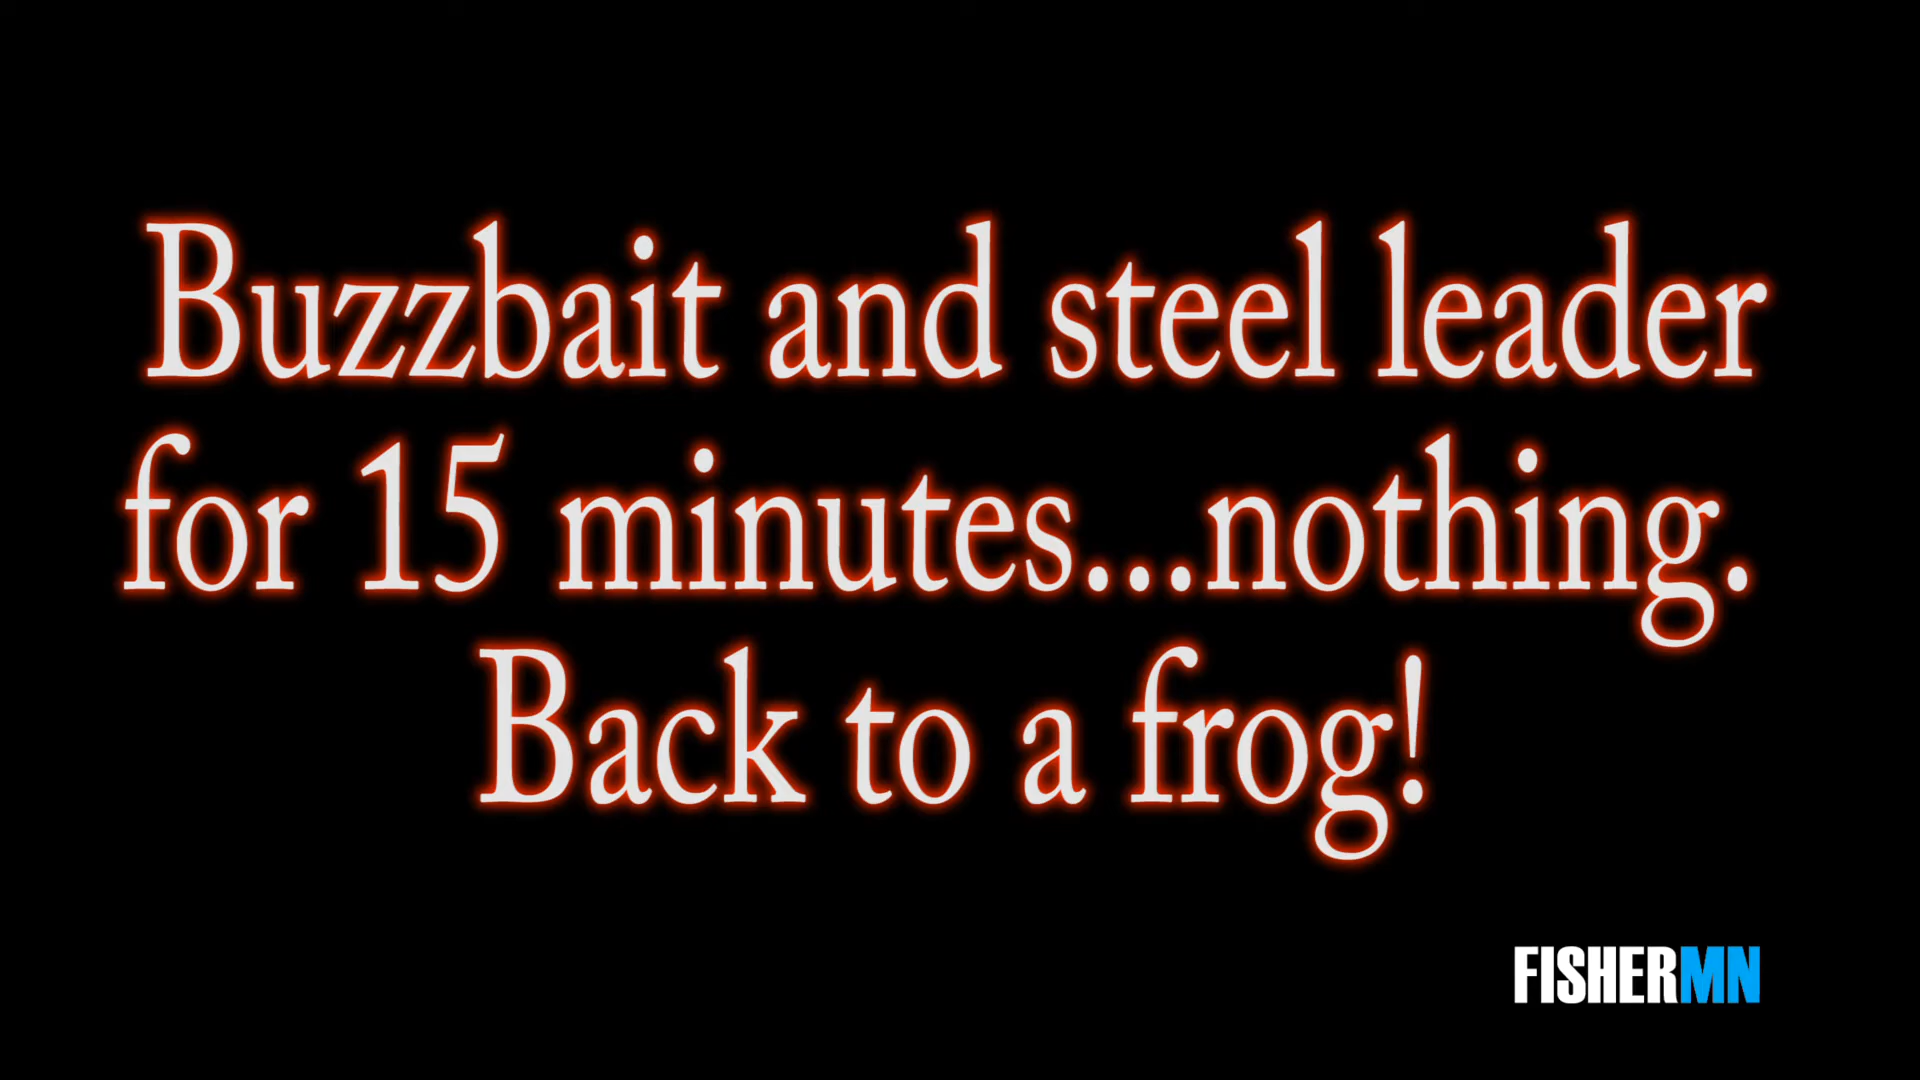 Buzzbait and steel leader
for 15 minutes...nothing.
Back to a frog!
FISHERMN